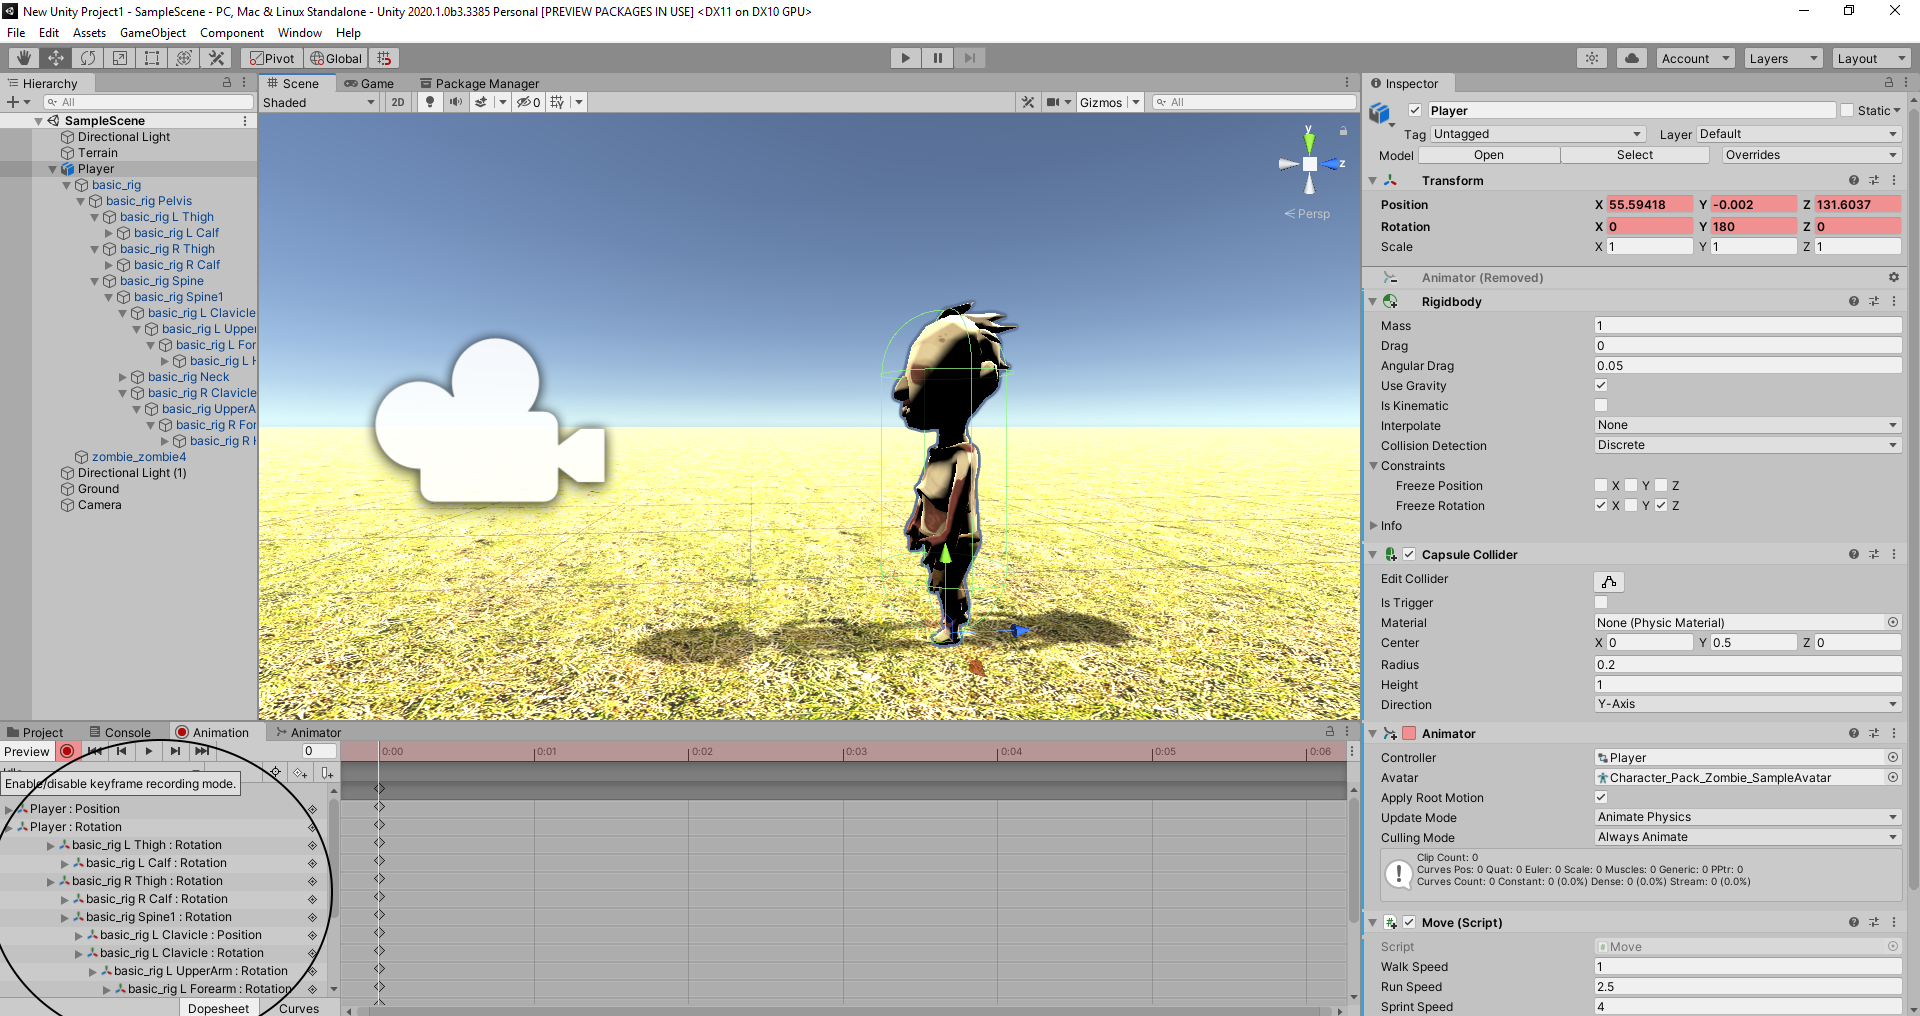 New Unity Project1 - SampleScene - PC, Mac & Linux Standalone - Unity 2020.1.0b3.3385 Personal [PREVIEW PACKAGES IN USE] <DX11 on DX10 GPU>
File Edit Assets GameObject Component Window Help
Pivot Global Account Layers Layout
Hierarchy
All
SampleScene
Directional Light
Terrain
Player
basic_rig
basic_rig Pelvis
basic_rig L Thigh
basic_rig L Calf
basic_rig R Thigh
basic_rig R Calf
basic_rig Spine
basic_rig Spine1
basic_rig L Clavicle
basic_rig L Upper
basic_rig L For
basic_rig L H
basic_rig Neck
basic_rig R Clavicle
basic_rig UpperA
basic_rig R For
basic_rig R H
zombie_zombie4
Directional Light (1)
Ground
Camera
Scene Game Package Manager
Shaded 2D 0 Gizmos All
y
z
Persp
Inspector
Player Static
Tag Untagged Layer Default
Model Open Select Overrides
Transform
Position X 55.59418 Y -0.002 Z 131.6037
Rotation X 0 Y 180 Z 0
Scale X 1 Y 1 Z 1
Animator (Removed)
Rigidbody
Mass 1
Drag 0
Angular Drag 0.05
Use Gravity
Is Kinematic
Interpolate None
Collision Detection Discrete
Constraints
Freeze Position X Y Z
Freeze Rotation X Y Z
Info
Capsule Collider
Edit Collider
Is Trigger
Material None (Physic Material)
Center X 0 Y 0.5 Z 0
Radius 0.2
Height 1
Direction Y-Axis
Animator
Controller Player
Avatar Character_Pack_Zombie_SampleAvatar
Apply Root Motion
Update Mode Animate Physics
Culling Mode Always Animate
Clip Count: 0
Curves Pos: 0 Quat: 0 Euler: 0 Scale: 0 Muscles: 0 Generic: 0 PPtr: 0
Curves Count: 0 Constant: 0 (0.0%) Dense: 0 (0.0%) Stream: 0 (0.0%)
Move (Script)
Script Move
Walk Speed 1
Run Speed 2.5
Sprint Speed 4
Project Console Animation Animator
Preview 0 0:00 0:01 0:02 0:03 0:04 0:05 0:06
Enable/disable keyframe recording mode.
Player : Position
Player : Rotation
basic_rig L Thigh : Rotation
basic_rig L Calf : Rotation
basic_rig R Thigh : Rotation
basic_rig R Calf : Rotation
basic_rig Spine1 : Rotation
basic_rig L Clavicle : Position
basic_rig L Clavicle : Rotation
basic_rig L UpperArm : Rotation
basic_rig L Forearm : Rotation
Dopesheet Curves